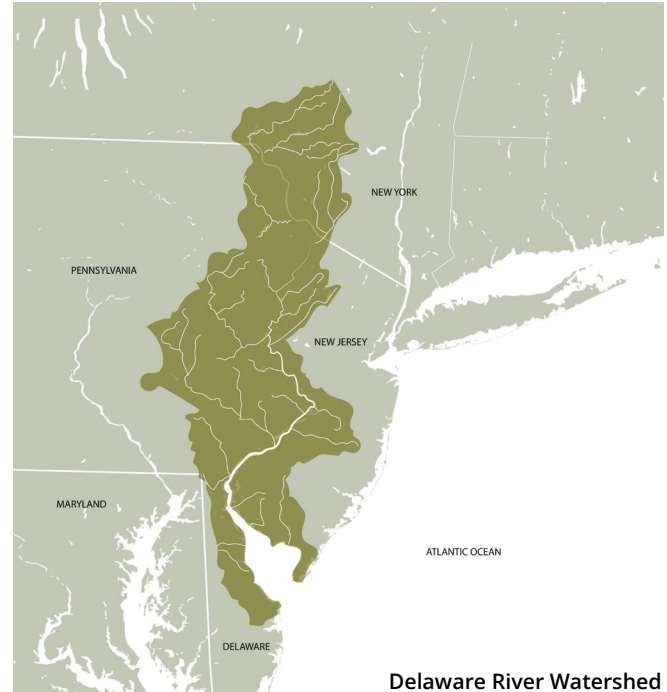 NEW YORK
PENNSYLVANIA
NEW JERSEY
MARYLAND
ATLANTIC OCEAN
DELAWARE
Delaware River Watershed